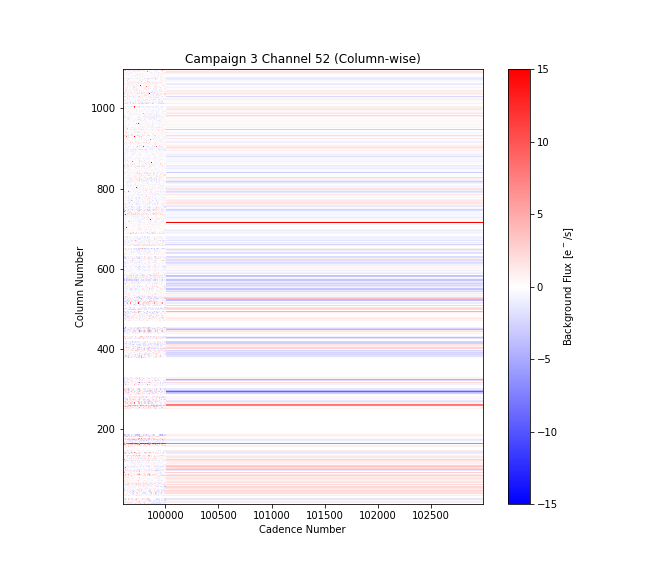 Campaign 3 Channel 52 (Column-wise)
1000
800
600
400
200
Column Number
100000 100500 101000 101500 102000 102500
Cadence Number
15
10
5
0
−5
−10
−15
Background Flux [e⁻/s]